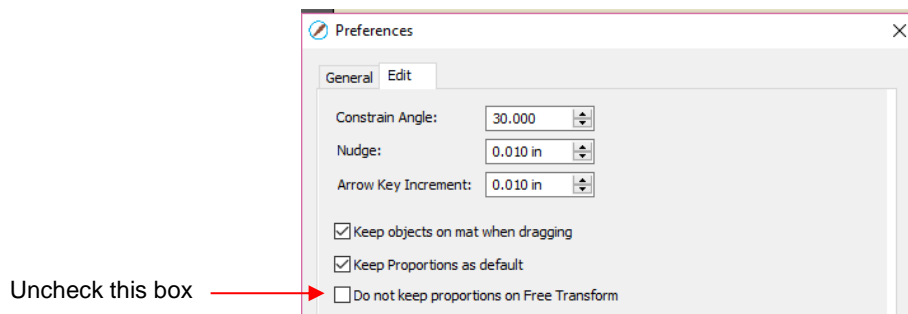 Preferences
General Edit
Constrain Angle: 30.000
Nudge: 0.010 in
Arrow Key Increment: 0.010 in
Keep objects on mat when dragging
Keep Proportions as default
Uncheck this box Do not keep proportions on Free Transform